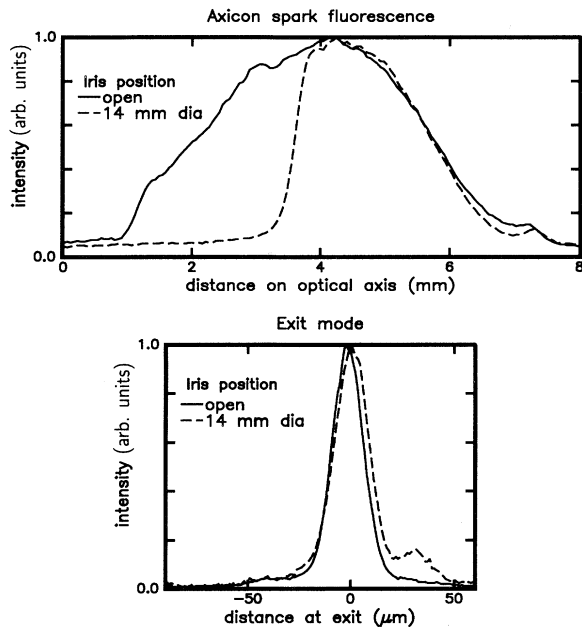 Axicon spark fluorescence
1.0
Iris position
open
14 mm dia
intensity (arb. units)
0.0
0 2 4 6 8
distance on optical axis (mm)
Exit mode
1.0
Iris position
open
14 mm dia
intensity (arb. units)
0.0
-50 0 50
distance at exit (μm)